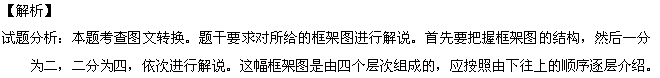 【解析】
试题分析：本题考查图文转换。题干要求对所给的框架图进行解说。首先要把握框架图的结构，然后一分
为二，二分为四，依次进行解说。这幅框架图是由四个层次组成的，应按照由下往上的顺序逐层介绍。